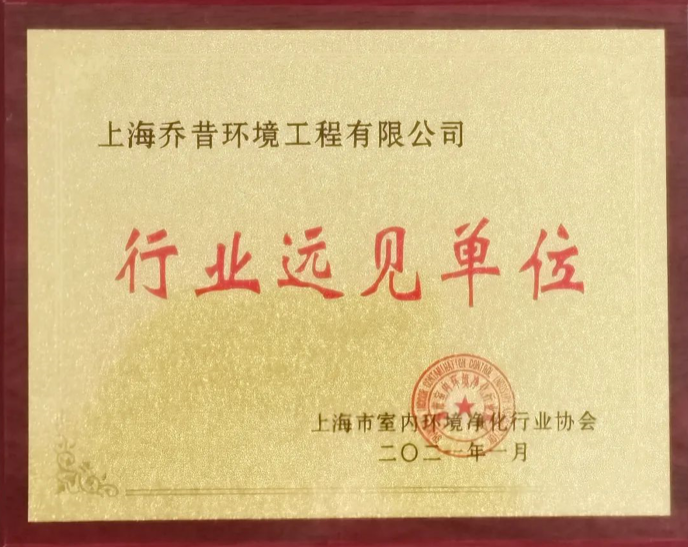 上海乔昔环境工程有限公司
行业远见单位
上海市室内环境净化行业协会
二〇二一年一月